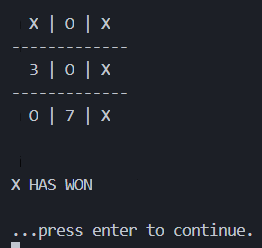 X | O | X
-------------
3 | O | X
-------------
O | 7 | X
X HAS WON
...press enter to continue.